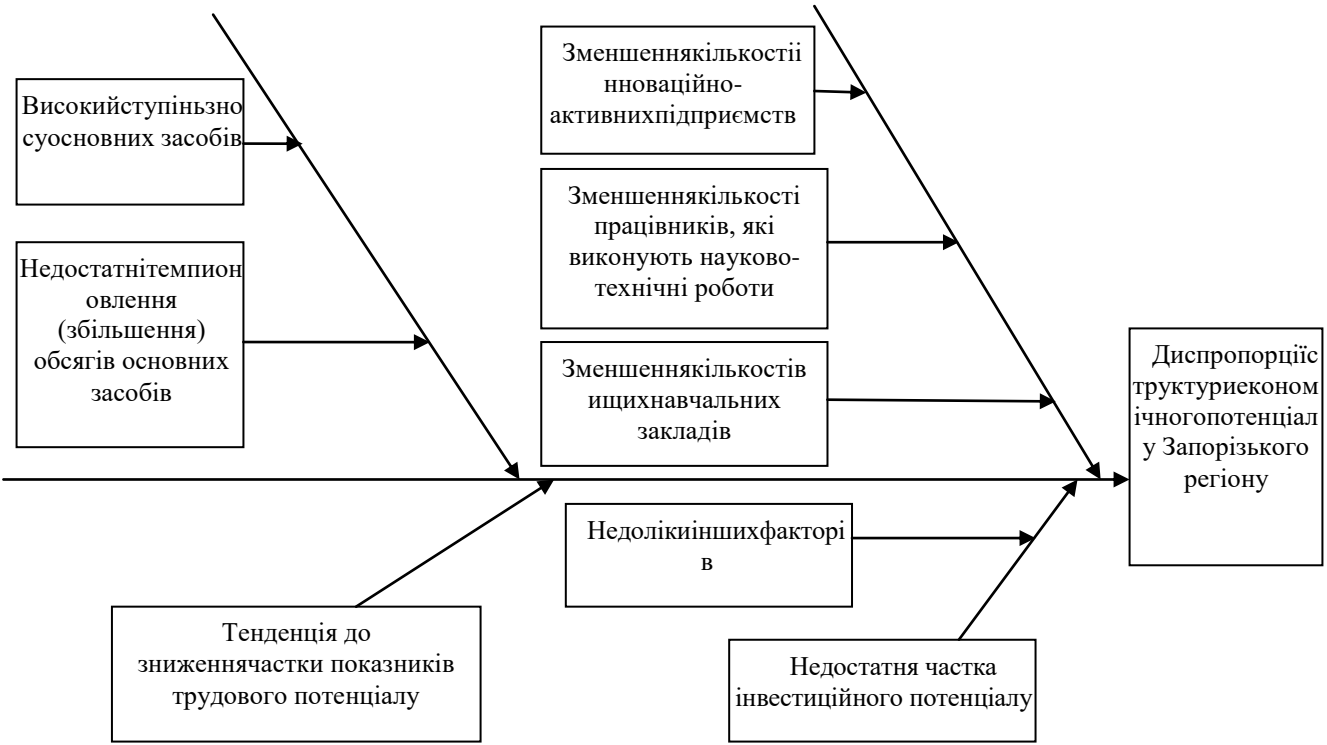 Високийступіньзно
суосновних засобів
Недостатнітемпион
овлення
(збільшення)
обсягів основних
засобів
Зменшеннякількостіі
нноваційно-
активнихпідприємств
Зменшеннякількості
працівників, які
виконують науково-
технічні роботи
Зменшеннякількостів
ищихнавчальних
закладів
Диспропорціїс
труктуриеконом
ічногопотенціал
у Запорізького
регіону
Недолікиіншихфакторі
в
Тенденція до
зниженнячастки показників
трудового потенціалу
Недостатня частка
інвестиційного потенціалу